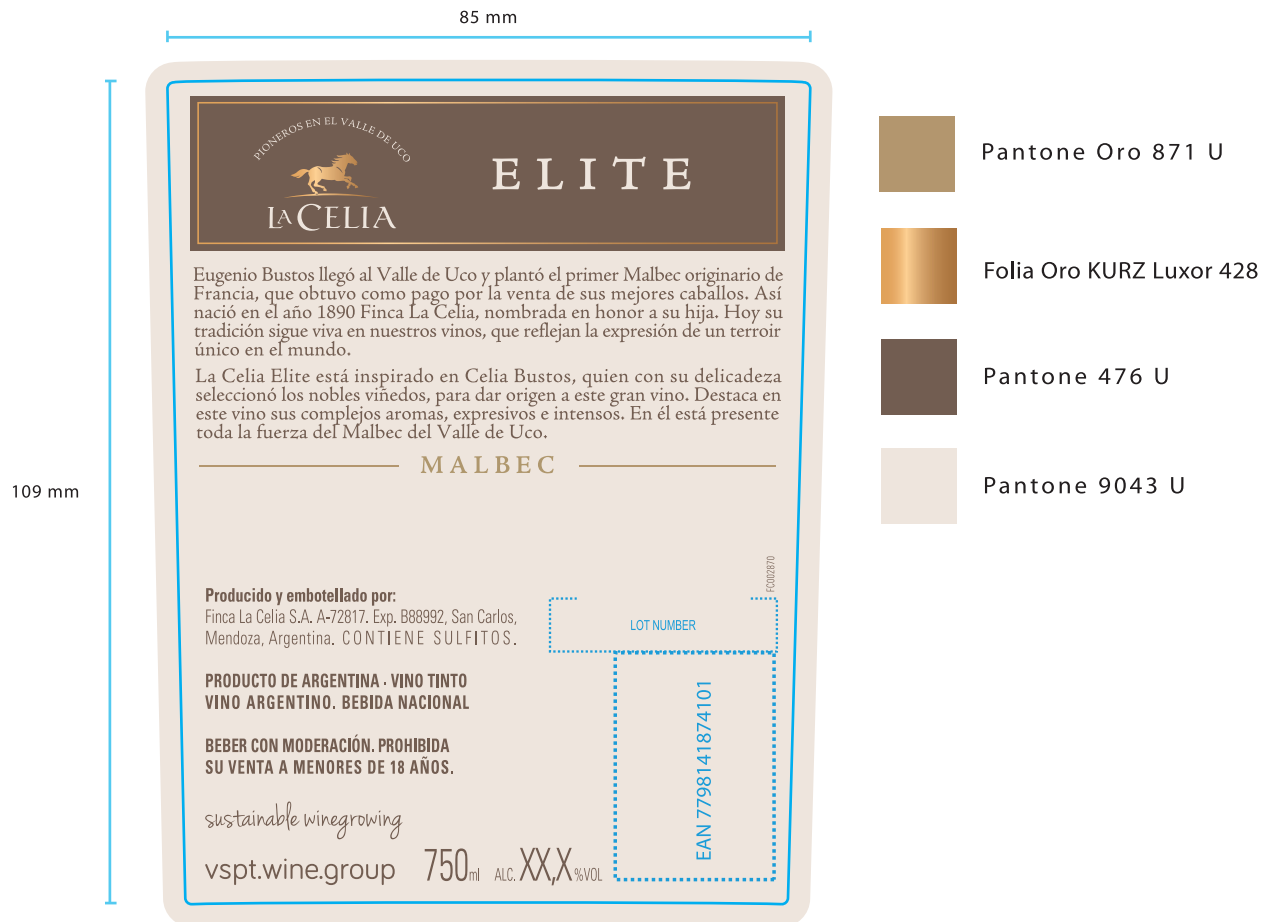 85 mm
109 mm
PIONEROS EN EL VALLE DE UCO
LA CELIA
ELITE
Eugenio Bustos llegó al Valle de Uco y plantó el primer Malbec originario de
Francia, que obtuvo como pago por la venta de sus mejores caballos. Así
nació en el año 1890 Finca La Celia, nombrada en honor a su hija. Hoy su
tradición sigue viva en nuestros vinos, que reflejan la expresión de un terroir
único en el mundo.
La Celia Elite está inspirado en Celia Bustos, quien con su delicadeza
seleccionó los nobles viñedos, para dar origen a este gran vino. Destaca en
este vino sus complejos aromas, expresivos e intensos. En él está presente
toda la fuerza del Malbec del Valle de Uco.
MALBEC
Producido y embotellado por:
Finca La Celia S.A. A-72817. Exp. B88992, San Carlos,
Mendoza, Argentina. CONTIENE SULFITOS.
PRODUCTO DE ARGENTINA · VINO TINTO
VINO ARGENTINO. BEBIDA NACIONAL
BEBER CON MODERACIÓN. PROHIBIDA
SU VENTA A MENORES DE 18 AÑOS.
sustainable winegrowing
vspt.wine.group 750 ml ALC. XX,X %VOL
FC002870
LOT NUMBER
EAN 7798141874101
Pantone Oro 871 U
Folia Oro KURZ Luxor 428
Pantone 476 U
Pantone 9043 U